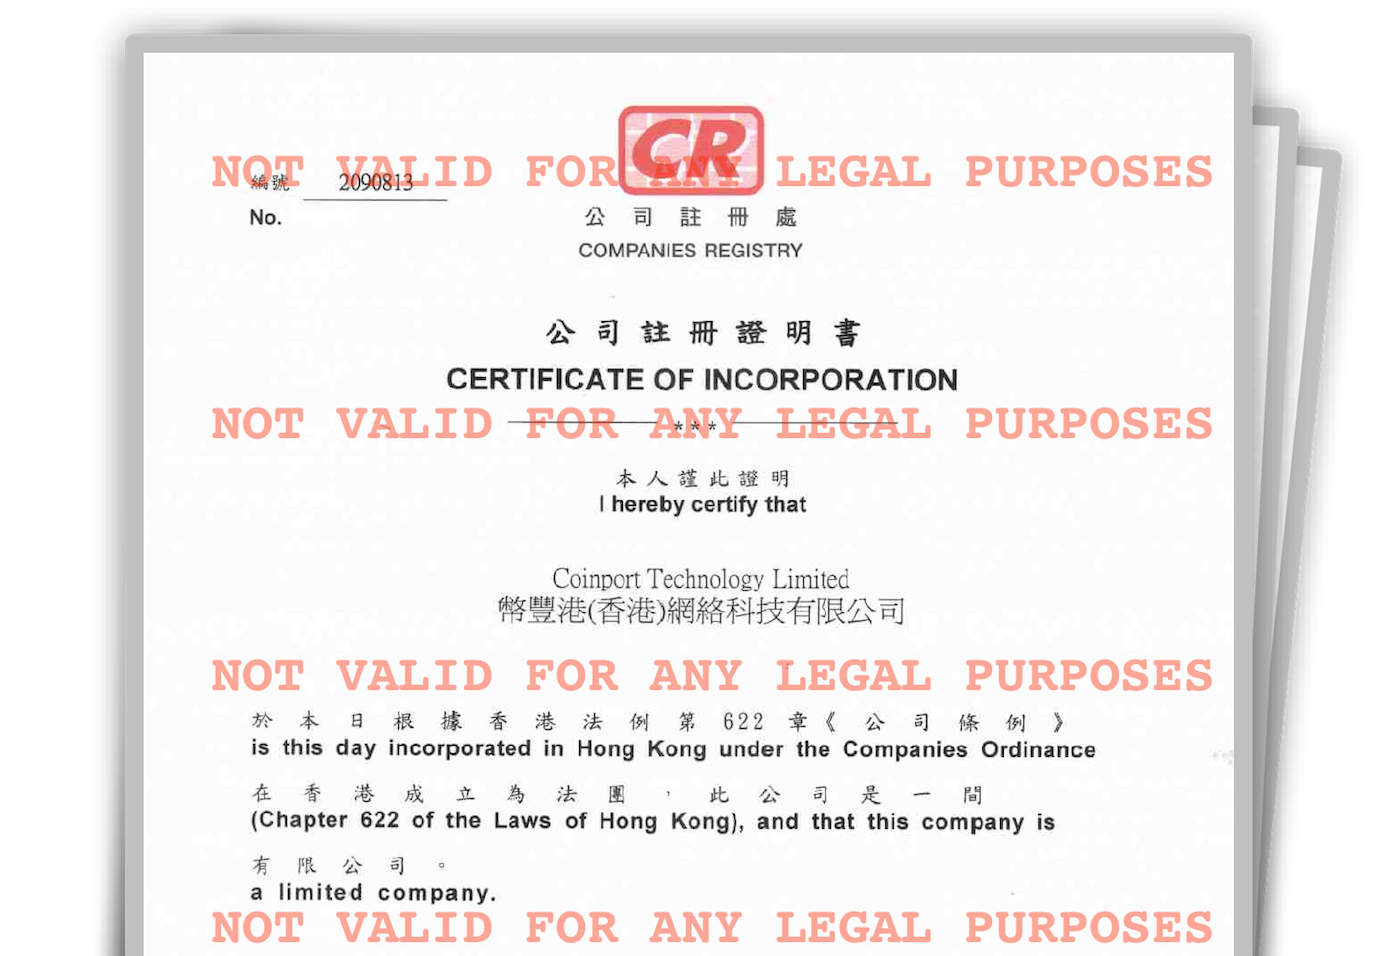 CR
NOT VALID FOR ANY LEGAL PURPOSES
編號 2090813
No.
公司註冊處
COMPANIES REGISTRY
公司註冊證明書
CERTIFICATE OF INCORPORATION
NOT VALID FOR ANY LEGAL PURPOSES
***
本人謹此證明
I hereby certify that
Coinport Technology Limited
幣豐港(香港)網絡科技有限公司
NOT VALID FOR ANY LEGAL PURPOSES
於本日根據香港法例第622章《公司條例》
is this day incorporated in Hong Kong under the Companies Ordinance
在香港成立為法團，此公司是一間
(Chapter 622 of the Laws of Hong Kong), and that this company is
有限公司。
a limited company.
NOT VALID FOR ANY LEGAL PURPOSES